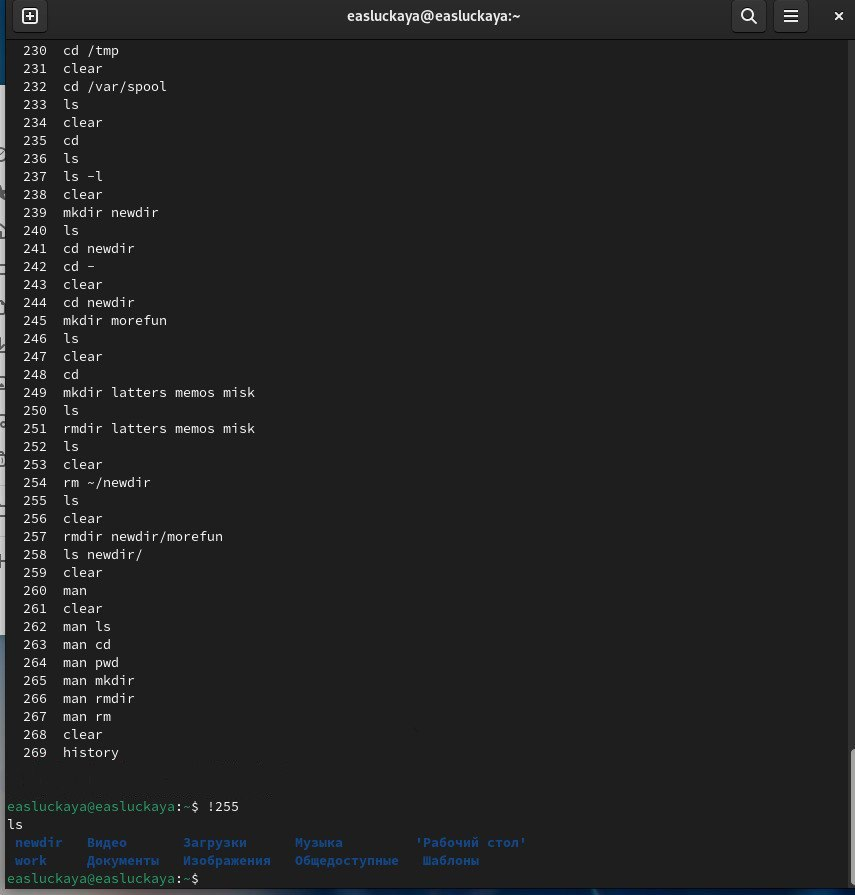 easluckaya@easluckaya:~
230 cd /tmp
231 clear
232 cd /var/spool
233 ls
234 clear
235 cd
236 ls
237 ls -l
238 clear
239 mkdir newdir
240 ls
241 cd newdir
242 cd -
243 clear
244 cd newdir
245 mkdir morefun
246 ls
247 clear
248 cd
249 mkdir latters memos misk
250 ls
251 rmdir latters memos misk
252 ls
253 clear
254 rm ~/newdir
255 ls
256 clear
257 rmdir newdir/morefun
258 ls newdir/
259 clear
260 man
261 clear
262 man ls
263 man cd
264 man pwd
265 man mkdir
266 man rmdir
267 man rm
268 clear
269 history
easluckaya@easluckaya:~$ !255
ls
newdir Видео Загрузки Музыка 'Рабочий стол'
work Документы Изображения Общедоступные Шаблоны
easluckaya@easluckaya:~$